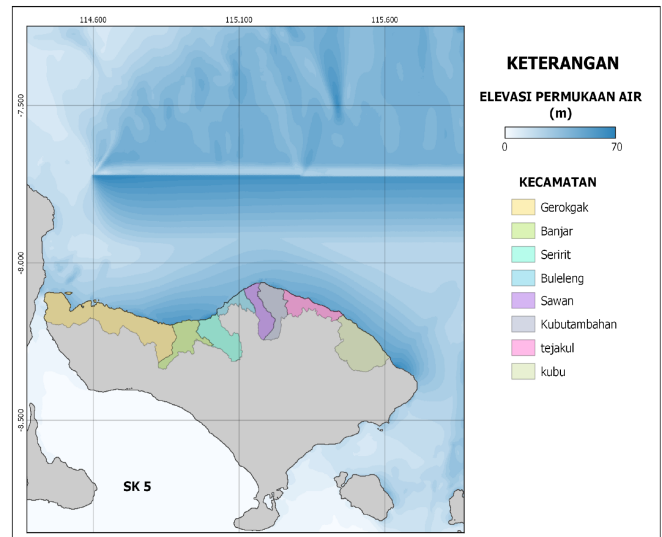 114.600 115.100 115.600
-7.500
-8.000
-8.500
SK 5
KETERANGAN
ELEVASI PERMUKAAN AIR
(m)
0 70
KECAMATAN
Gerokgak
Banjar
Seririt
Buleleng
Sawan
Kubutambahan
tejakul
kubu